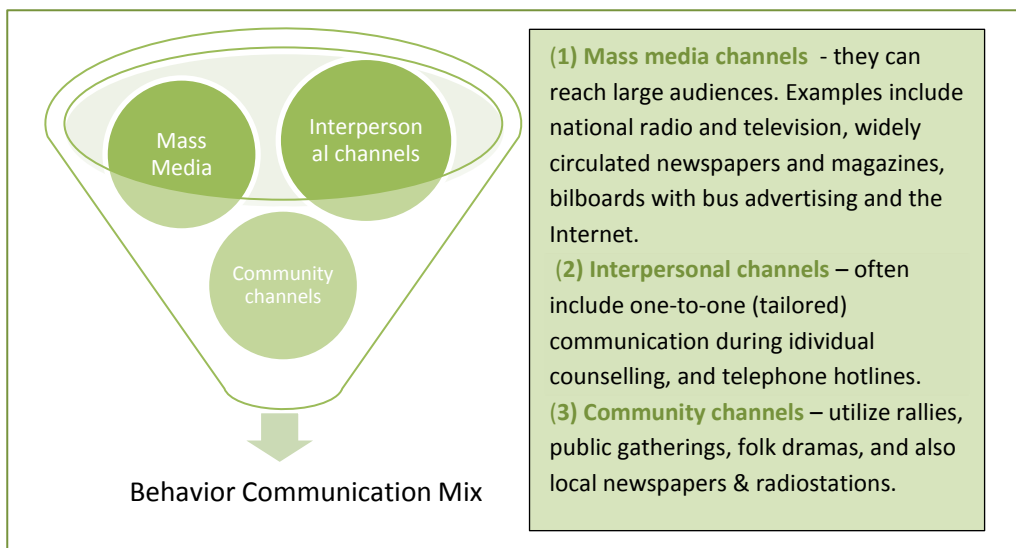 Mass
Media
Interperson
al channels
Community
channels
Behavior Communication Mix
(1) Mass media channels - they can
reach large audiences. Examples include
national radio and television, widely
circulated newspapers and magazines,
bilboards with bus advertising and the
Internet.
(2) Interpersonal channels – often
include one-to-one (tailored)
communication during idividual
counselling, and telephone hotlines.
(3) Community channels – utilize rallies,
public gatherings, folk dramas, and also
local newspapers & radiostations.